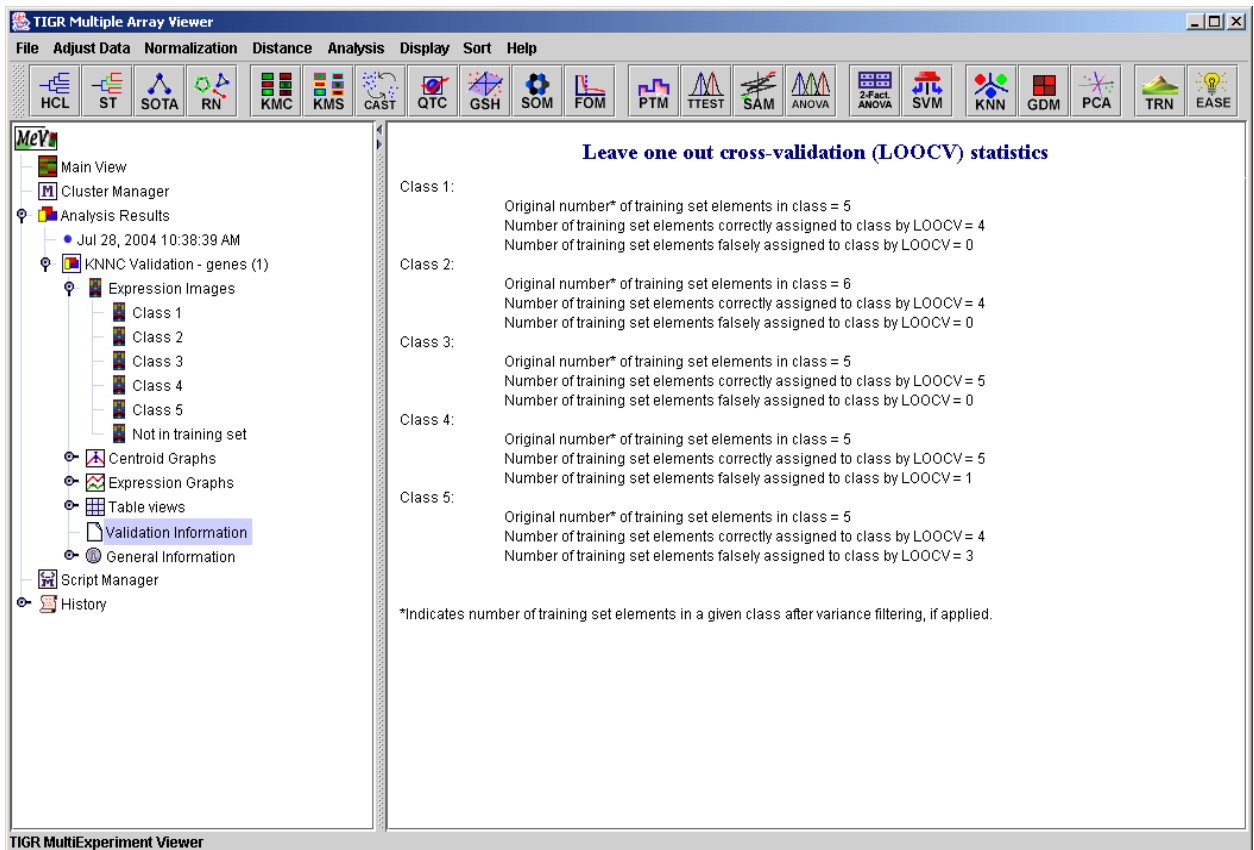 TIGR Multiple Array Viewer
File Adjust Data Normalization Distance Analysis Display Sort Help
HCL ST SOTA RN KMC KMS CAST QTC GSH SOM FOM PTM TTEST SAM ANOVA 2-Fact. ANOVA SVM KNN GDM PCA TRN EASE
MeV
Main View
M Cluster Manager
Analysis Results
Jul 28, 2004 10:38:39 AM
KNNC Validation - genes (1)
Expression Images
Class 1
Class 2
Class 3
Class 4
Class 5
Not in training set
Centroid Graphs
Expression Graphs
Table views
Validation Information
General Information
Script Manager
History
Leave one out cross-validation (LOOCV) statistics
Class 1:
Original number* of training set elements in class = 5
Number of training set elements correctly assigned to class by LOOCV = 4
Number of training set elements falsely assigned to class by LOOCV = 0
Class 2:
Original number* of training set elements in class = 6
Number of training set elements correctly assigned to class by LOOCV = 4
Number of training set elements falsely assigned to class by LOOCV = 0
Class 3:
Original number* of training set elements in class = 5
Number of training set elements correctly assigned to class by LOOCV = 5
Number of training set elements falsely assigned to class by LOOCV = 0
Class 4:
Original number* of training set elements in class = 5
Number of training set elements correctly assigned to class by LOOCV = 5
Number of training set elements falsely assigned to class by LOOCV = 1
Class 5:
Original number* of training set elements in class = 5
Number of training set elements correctly assigned to class by LOOCV = 4
Number of training set elements falsely assigned to class by LOOCV = 3
*Indicates number of training set elements in a given class after variance filtering, if applied.
TIGR MultiExperiment Viewer